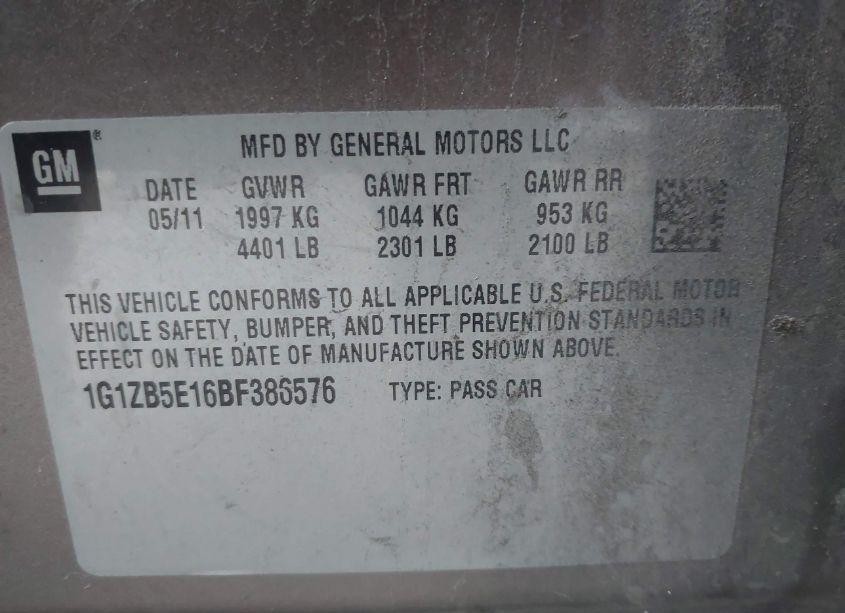 GM®
MFD BY GENERAL MOTORS LLC
DATE GVWR GAWR FRT GAWR RR
05/11 1997 KG 1044 KG 953 KG
4401 LB 2301 LB 2100 LB
THIS VEHICLE CONFORMS TO ALL APPLICABLE U.S. FEDERAL MOTOR
VEHICLE SAFETY, BUMPER, AND THEFT PREVENTION STANDARDS IN
EFFECT ON THE DATE OF MANUFACTURE SHOWN ABOVE.
1G1ZB5E16BF386576 TYPE: PASS CAR